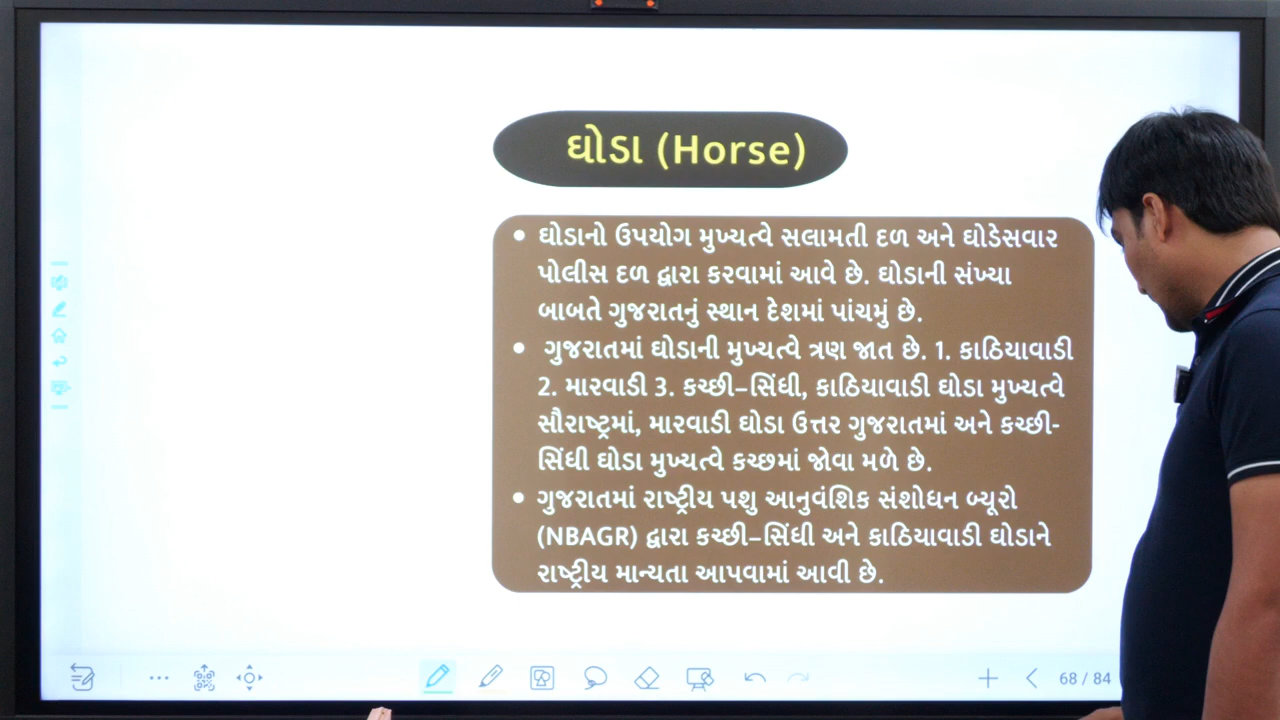 ઘોડા (Horse)
• ઘોડાનો ઉપયોગ મુખ્યત્વે સલામતી દળ અને ઘોડેસવાર
પોલીસ દળ દ્વારા કરવામાં આવે છે. ઘોડાની સંખ્યા
બાબતે ગુજરાતનું સ્થાન દેશમાં પાંચમું છે.
• ગુજરાતમાં ઘોડાની મુખ્યત્વે ત્રણ જાત છે. 1. કાઠિયાવાડી
2. મારવાડી 3. કચ્છી–સિંધી, કાઠિયાવાડી ઘોડા મુખ્યત્વે
સૌરાષ્ટ્રમાં, મારવાડી ઘોડા ઉત્તર ગુજરાતમાં અને કચ્છી-
સિંધી ઘોડા મુખ્યત્વે કચ્છમાં જોવા મળે છે.
• ગુજરાતમાં રાષ્ટ્રીય પશુ આનુવંશિક સંશોધન બ્યૂરો
(NBAGR) દ્વારા કચ્છી–સિંધી અને કાઠિયાવાડી ઘોડાને
રાષ્ટ્રીય માન્યતા આપવામાં આવી છે.
68 / 84